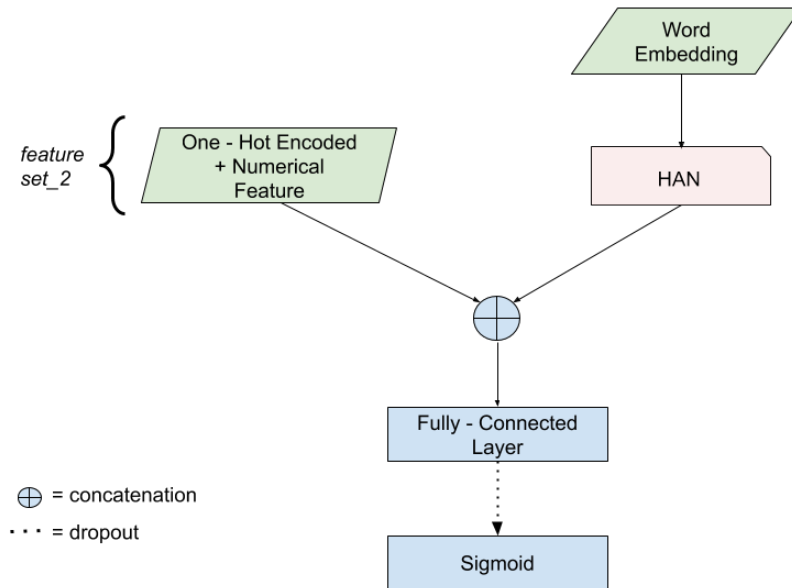 Word
Embedding
feature
set_2
One - Hot Encoded
+ Numerical
Feature
HAN
Fully - Connected
Layer
= concatenation
= dropout
Sigmoid